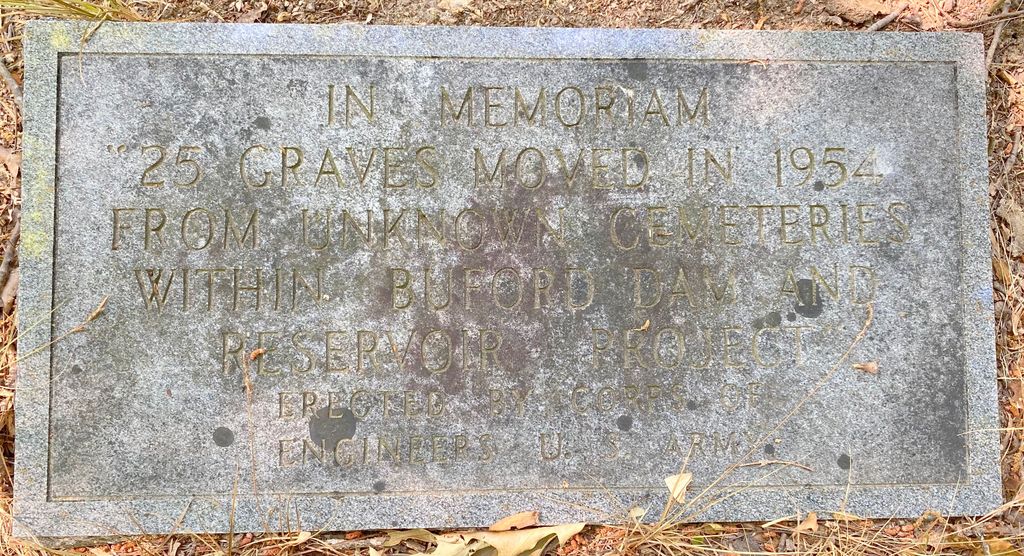 IN MEMORIAM
"25 GRAVES MOVED IN 1954
FROM UNKNOWN CEMETERIES
WITHIN BUFORD DAM AND
RESERVOIR PROJECT"
ERECTED BY CORPS OF
ENGINEERS U. S. ARMY